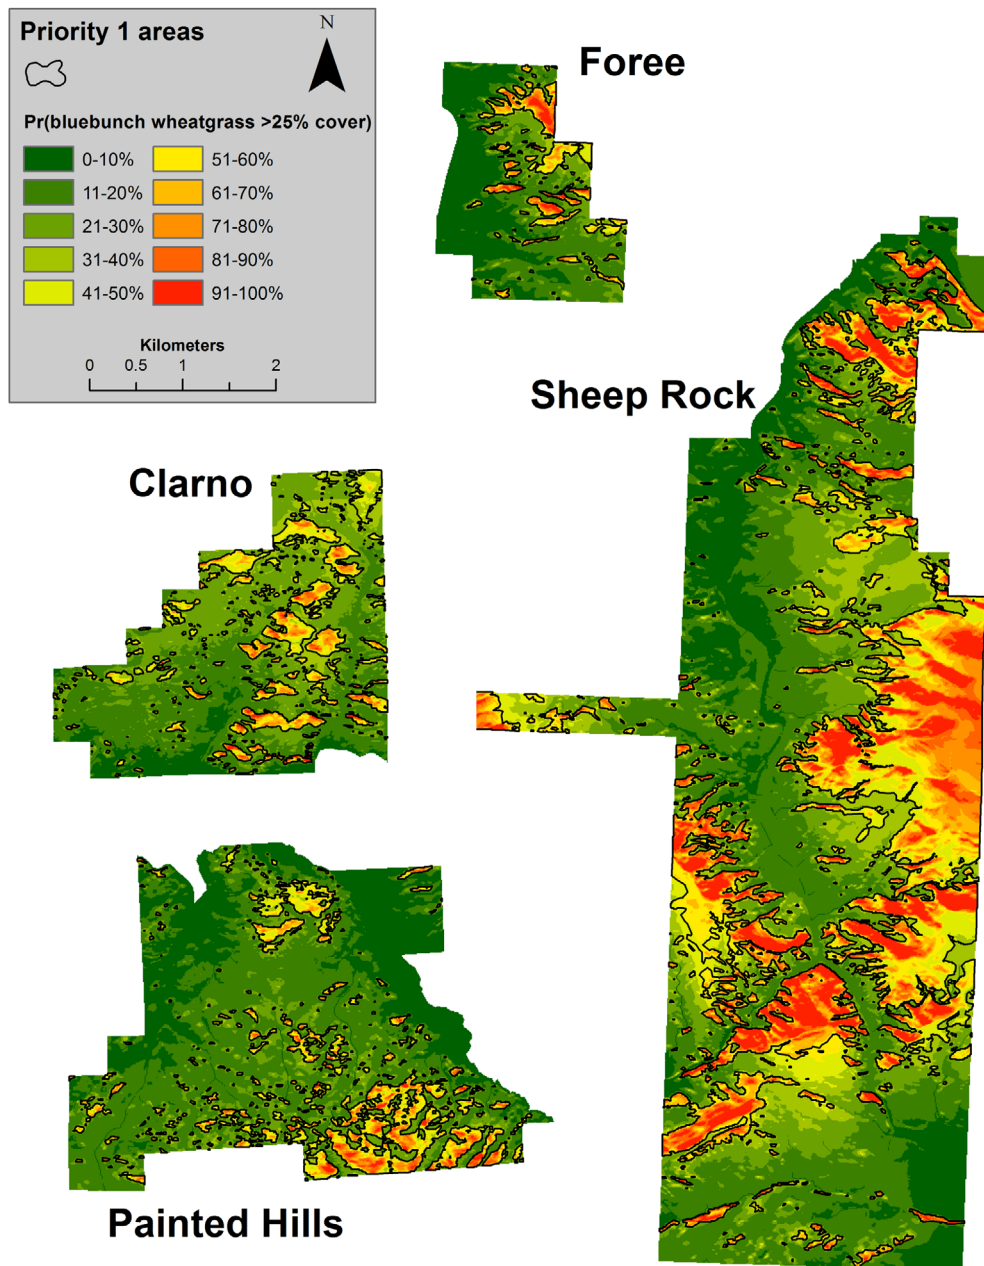 Priority 1 areas
N
Pr(bluebunch wheatgrass >25% cover)
0-10%
11-20%
21-30%
31-40%
41-50%
51-60%
61-70%
71-80%
81-90%
91-100%
Kilometers
0 0.5 1 2
Foree
Sheep Rock
Clarno
Painted Hills